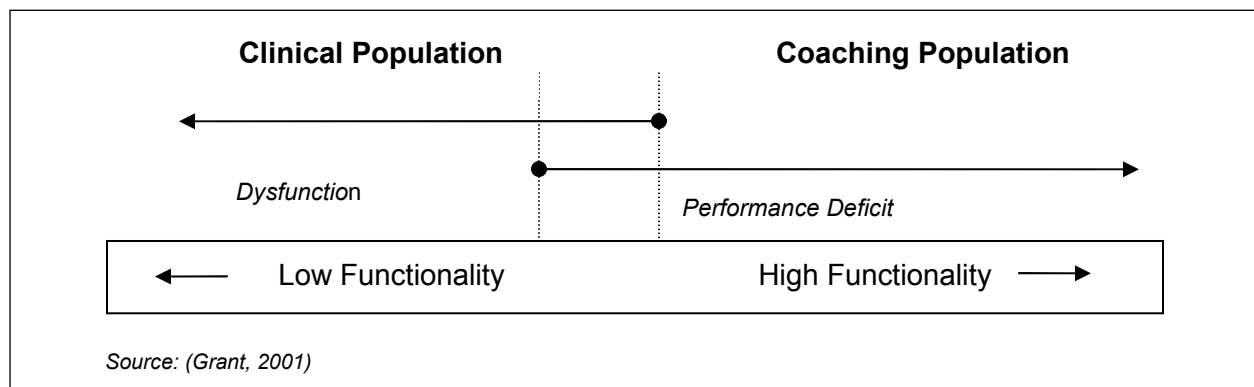 Clinical Population
Coaching Population
Dysfunction
Performance Deficit
Low Functionality
High Functionality
Source: (Grant, 2001)